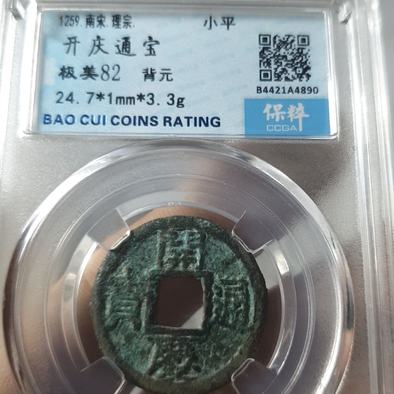 1259.南宋.理宗. 小平
开庆通宝
极美82 背元
24.7*1mm*3.3g
B4421A4890
BAO CUI COINS RATING
保粹
CCGA
開慶通寶